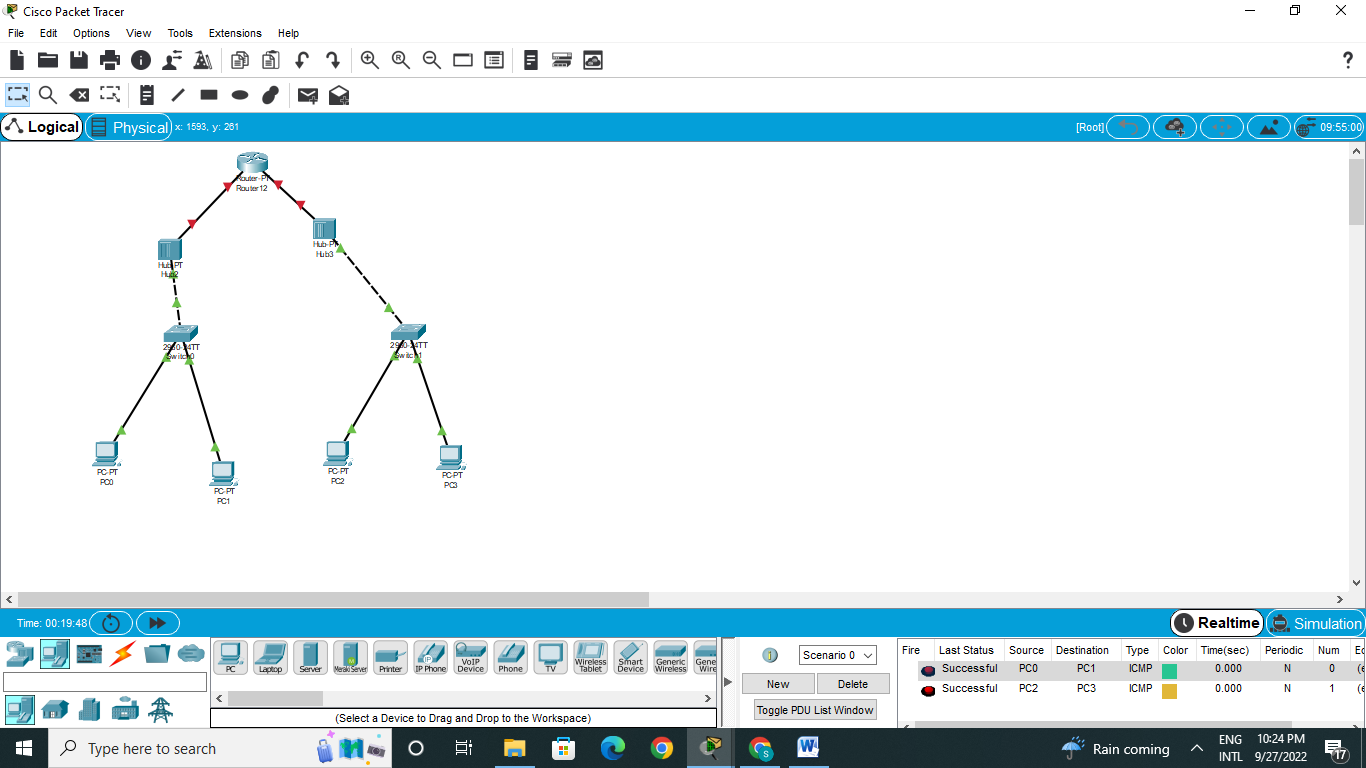 Cisco Packet Tracer
File Edit Options View Tools Extensions Help
?
Logical Physical x: 1593, y: 261 [Root] 09:55:00
Router-PT
Router12
Hub-PT
Hub3
Hub-PT
Hub2
2950-24TT
Switch0
2950-24TT
Switch1
PC-PT
PC0
PC-PT
PC1
PC-PT
PC2
PC-PT
PC3
Time: 00:19:48 Realtime Simulation
PC Laptop Server Meraki Server Printer IP Phone VoIP Device Phone TV Wireless Tablet Smart Device Generic Wireless Gene Wire
(Select a Device to Drag and Drop to the Workspace)
Scenario 0
New Delete
Toggle PDU List Window
Fire Last Status Source Destination Type Color Time(sec) Periodic Num Ec
Successful PC0 PC1 ICMP 0.000 N 0 (e
Successful PC2 PC3 ICMP 0.000 N 1 (e
Type here to search
Rain coming
ENG
INTL
10:24 PM
9/27/2022
17